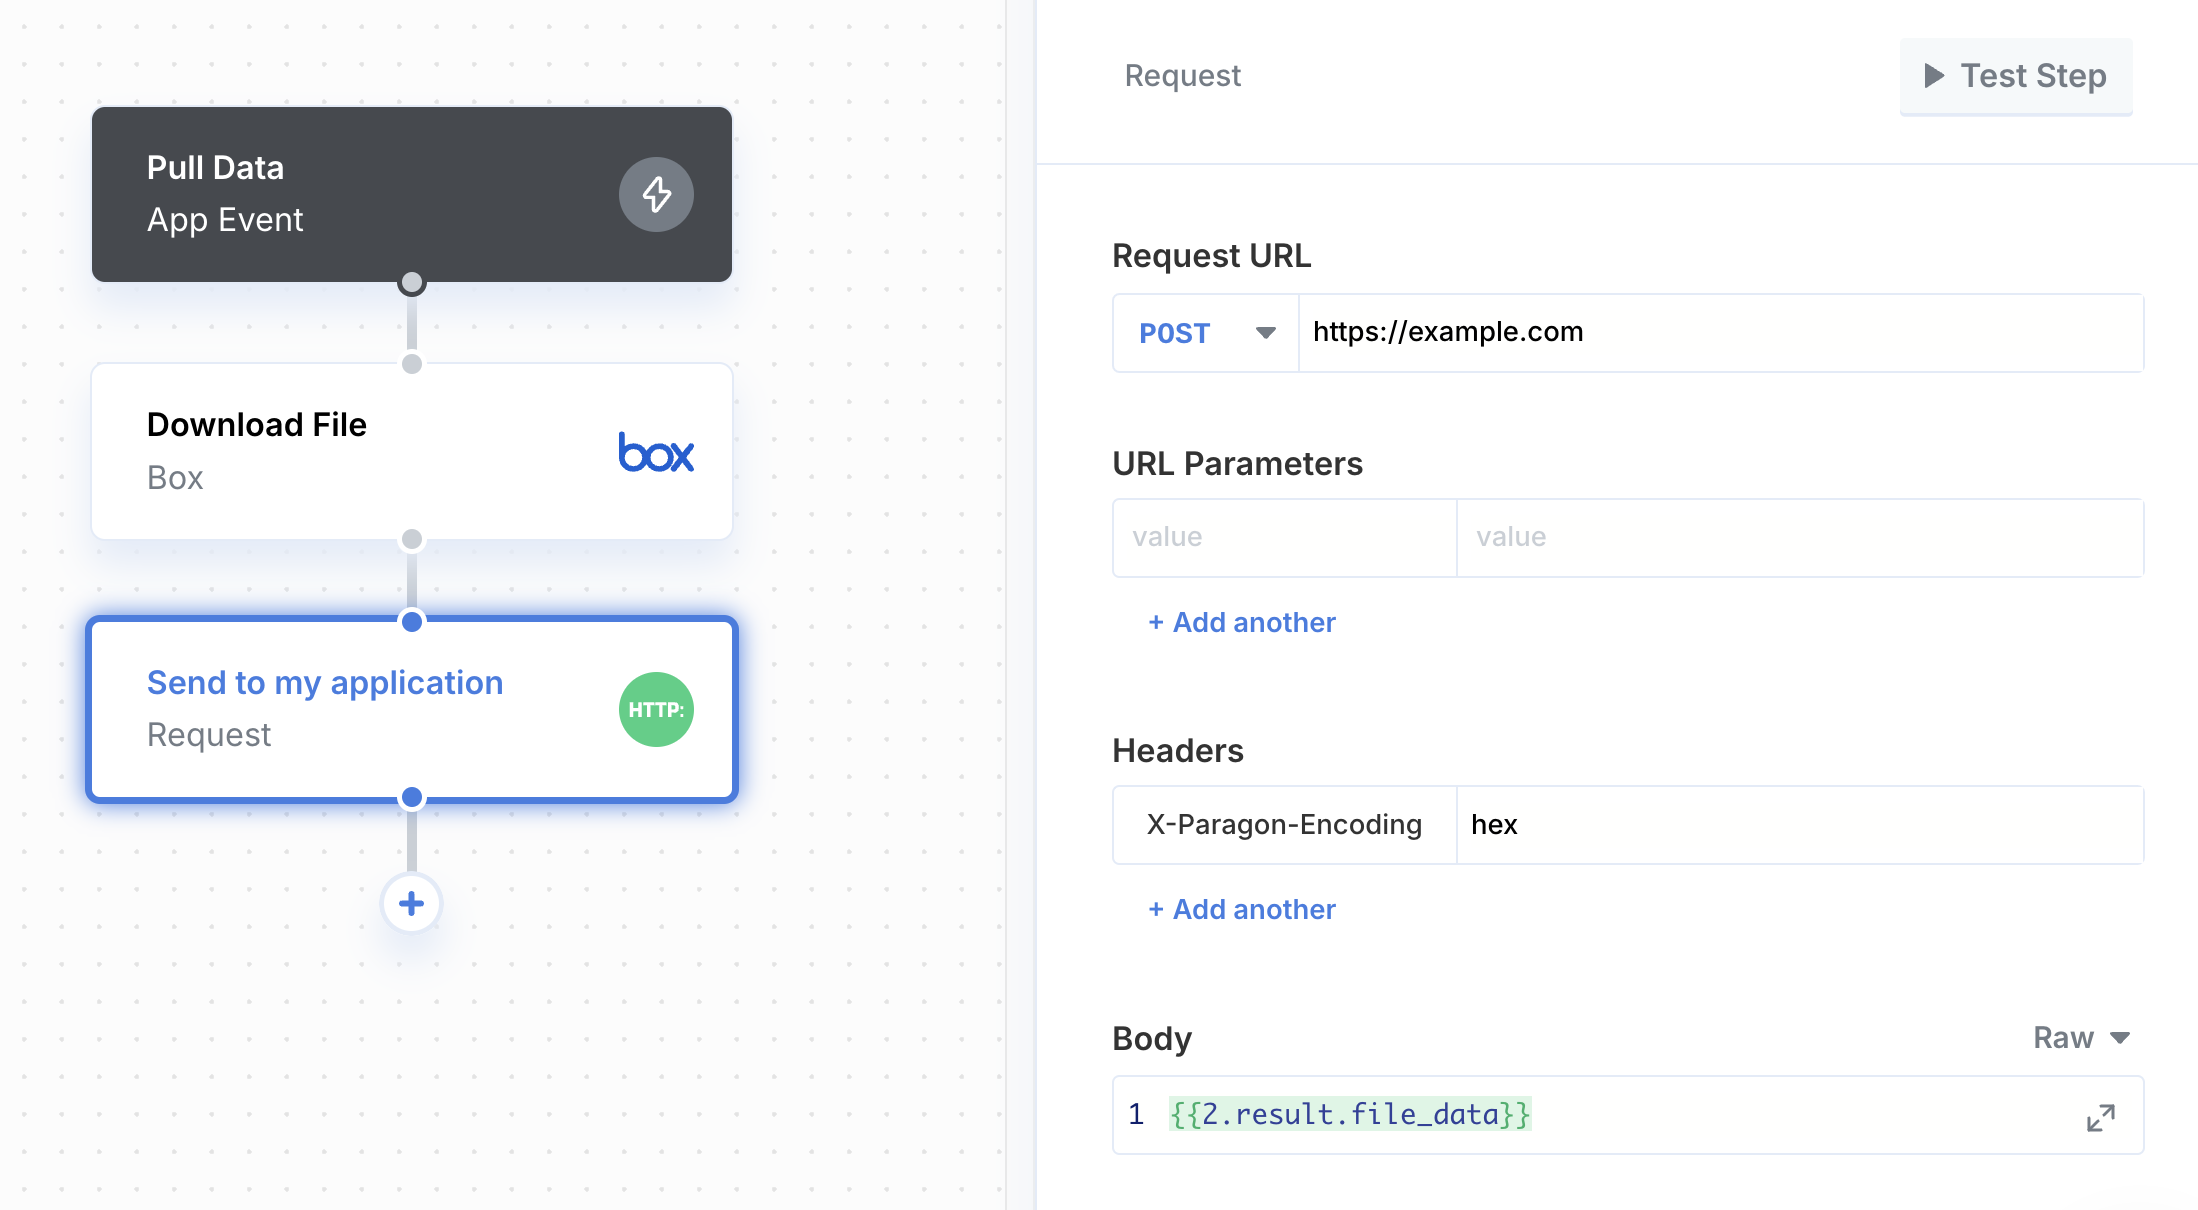 Pull Data
App Event
Download File
Box
box
Send to my application
Request
HTTP:
Request
Test Step
Request URL
POST
https://example.com
URL Parameters
value
value
+ Add another
Headers
X-Paragon-Encoding
hex
+ Add another
Body
Raw
1 {{2.result.file_data}}